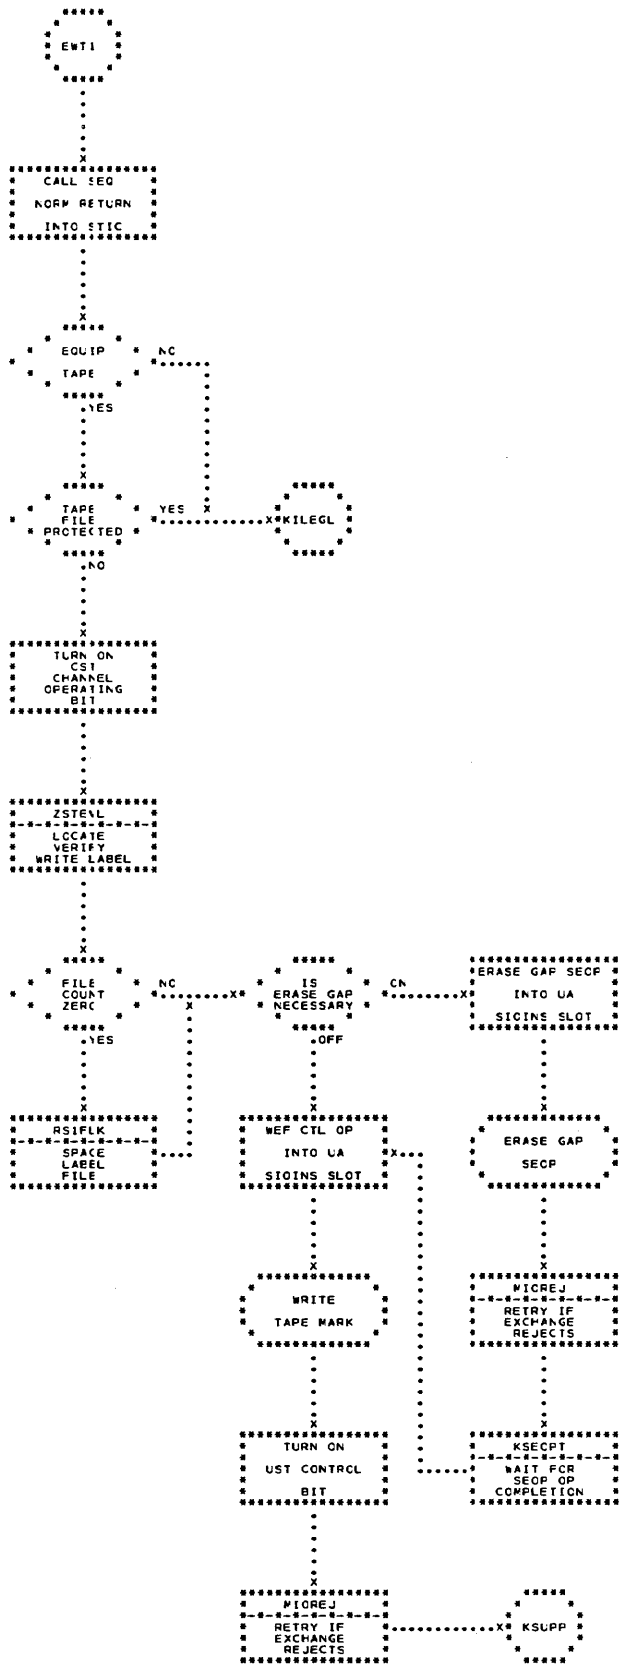 EWT1
CALL SEQ
NORM RETURN
INTO STIC
EQUIP
TAPE
NO
YES
TAPE
FILE
PROTECTED
YES
KILEGL
NO
TURN ON
CST
CHANNEL
OPERATING
BIT
ZSTENL
LOCATE
VERIFY
WRITE LABEL
FILE
COUNT
ZERO
NO
YES
IS
ERASE GAP
NECESSARY
ON
OFF
ERASE GAP SEOP
INTO UA
SIOINS SLOT
RS1FLK
SPACE
LABEL
FILE
WEF CTL OP
INTO UA
SIOINS SLOT
ERASE GAP
SEOP
WRITE
TAPE MARK
MIOREJ
RETRY IF
EXCHANGE
REJECTS
TURN ON
UST CONTROL
BIT
KSEOPT
WAIT FOR
SEOP OP
COMPLETION
MIOREJ
RETRY IF
EXCHANGE
REJECTS
KSUPP